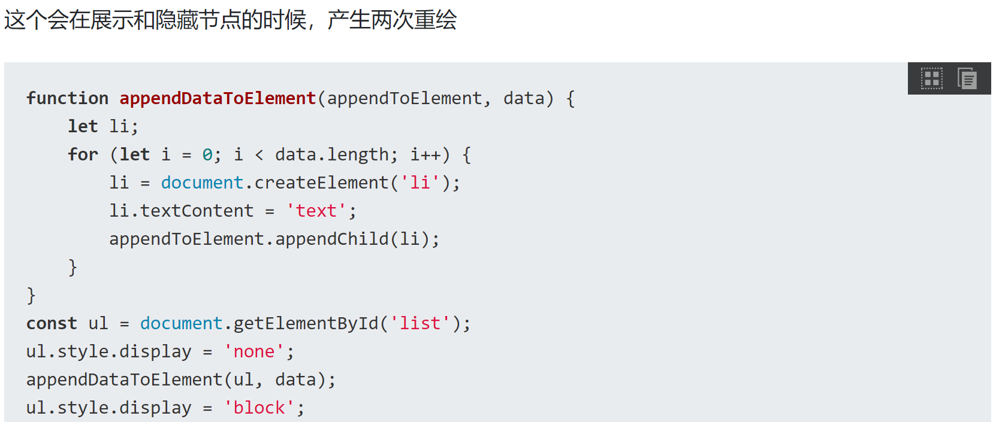 这个会在展示和隐藏节点的时候，产生两次重绘
function appendDataToElement(appendToElement, data) {
    let li;
    for (let i = 0; i < data.length; i++) {
        li = document.createElement('li');
        li.textContent = 'text';
        appendToElement.appendChild(li);
    }
}
const ul = document.getElementById('list');
ul.style.display = 'none';
appendDataToElement(ul, data);
ul.style.display = 'block';